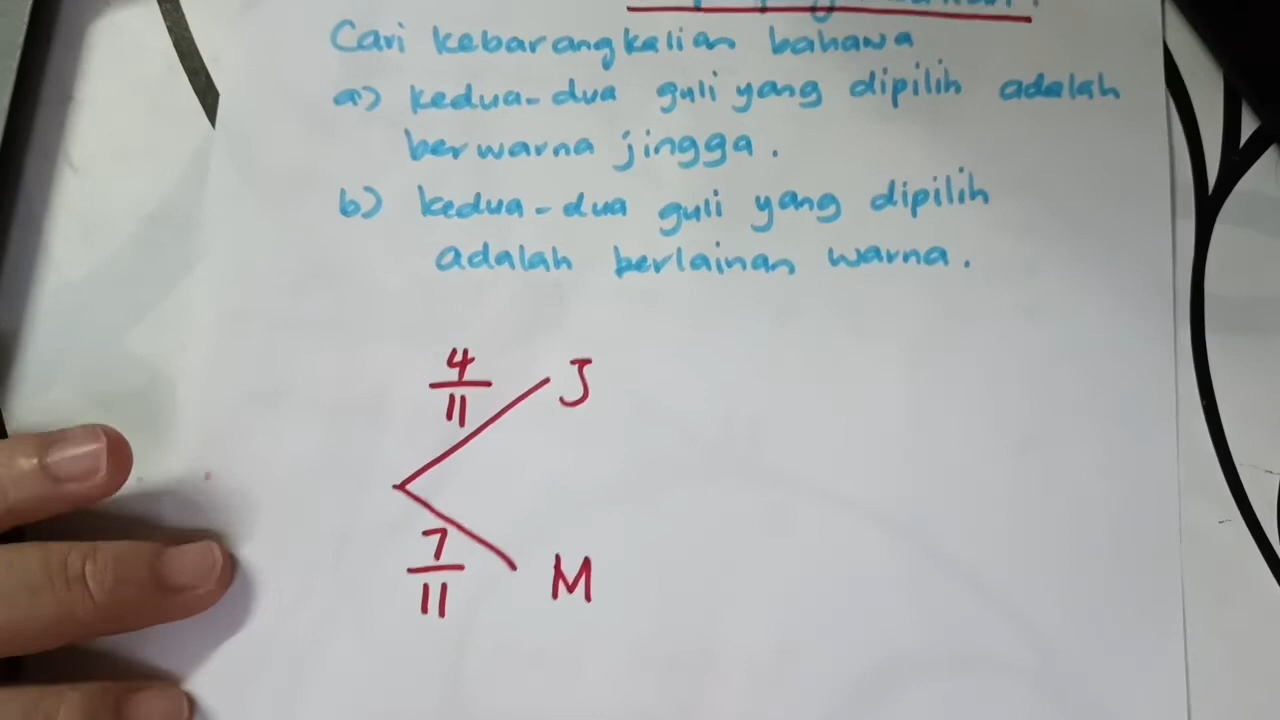 Cari kebarangkalian bahawa
a) kedua-dua guli yang dipilih adalah
berwarna jingga.
b) kedua-dua guli yang dipilih
adalah berlainan warna.
4/11 J
7/11 M